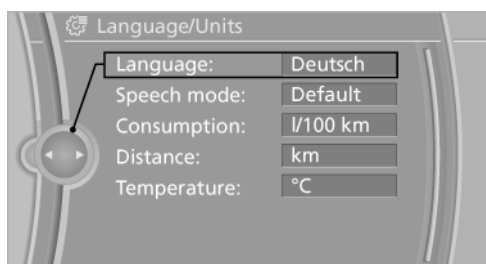 Language/Units
Language: Deutsch
Speech mode: Default
Consumption: l/100 km
Distance: km
Temperature: °C